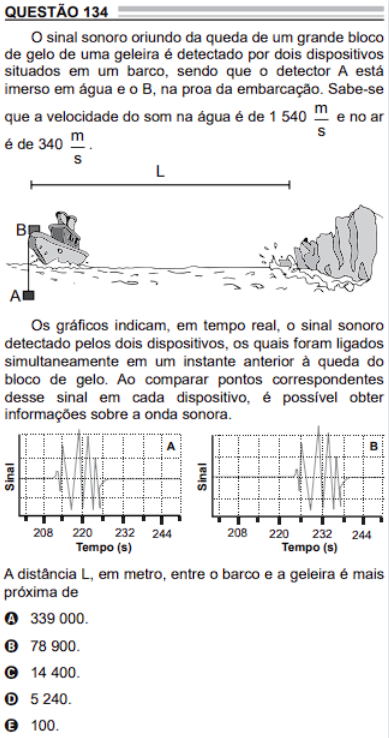 QUESTÃO 134
O sinal sonoro oriundo da queda de um grande bloco
de gelo de uma geleira é detectado por dois dispositivos
situados em um barco, sendo que o detector A está
imerso em água e o B, na proa da embarcação. Sabe-se
que a velocidade do som na água é de 1 540 m/s e no ar
é de 340 m/s.
L
B
A
Os gráficos indicam, em tempo real, o sinal sonoro
detectado pelos dois dispositivos, os quais foram ligados
simultaneamente em um instante anterior à queda do
bloco de gelo. Ao comparar pontos correspondentes
desse sinal em cada dispositivo, é possível obter
informações sobre a onda sonora.
A
Sinal
208 220 232 244
Tempo (s)
B
Sinal
208 220 232 244
Tempo (s)
A distância L, em metro, entre o barco e a geleira é mais
próxima de
A 339 000.
B 78 900.
C 14 400.
D 5 240.
E 100.